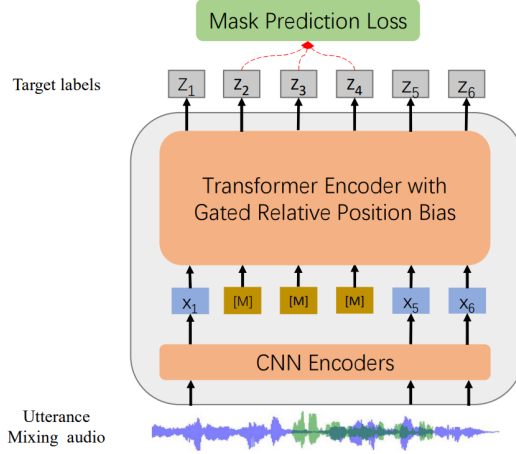 Mask Prediction Loss
Target labels
Z1 Z2 Z3 Z4 Z5 Z6
Transformer Encoder with
Gated Relative Position Bias
X1 [M] [M] [M] X5 X6
CNN Encoders
Utterance
Mixing audio